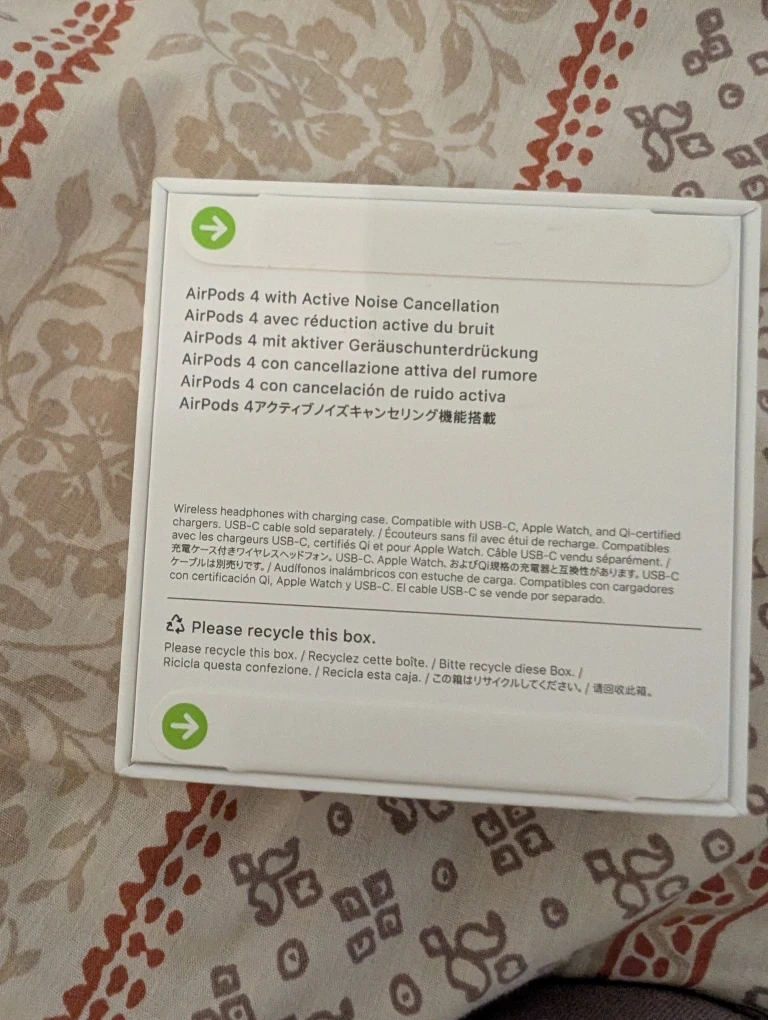 AirPods 4 with Active Noise Cancellation
AirPods 4 avec réduction active du bruit
AirPods 4 mit aktiver Geräuschunterdrückung
AirPods 4 con cancellazione attiva del rumore
AirPods 4 con cancelación de ruido activa
AirPods 4アクティブノイズキャンセリング機能搭載
Wireless headphones with charging case. Compatible with USB-C, Apple Watch, and Qi-certified
chargers. USB-C cable sold separately. / Écouteurs sans fil avec étui de recharge. Compatibles
avec les chargeurs USB-C, certifiés Qi et pour Apple Watch. Câble USB-C vendu séparément. /
充電ケース付きワイヤレスヘッドフォン。USB-C、Apple Watch、およびQi規格の充電器と互換性があります。USB-C
ケーブルは別売りです。/ Audífonos inalámbricos con estuche de carga. Compatibles con cargadores
con certificación Qi, Apple Watch y USB-C. El cable USB-C se vende por separado.
Please recycle this box.
Please recycle this box. / Recyclez cette boîte. / Bitte recycle diese Box. /
Ricicla questa confezione. / Recicla esta caja. / この箱はリサイクルしてください。/ 请回收此箱。